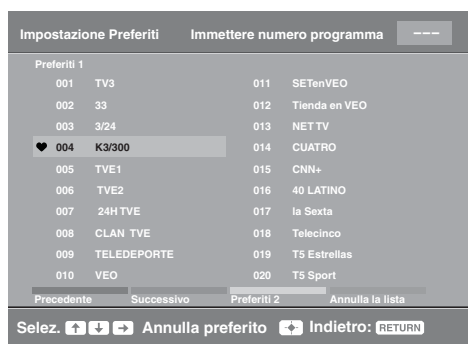 Impostazione Preferiti Immettere numero programma ---
Preferiti 1
001 TV3 011 SETenVEO
002 33 012 Tienda en VEO
003 3/24 013 NET TV
004 K3/300 014 CUATRO
005 TVE1 015 CNN+
006 TVE2 016 40 LATINO
007 24H TVE 017 la Sexta
008 CLAN TVE 018 Telecinco
009 TELEDEPORTE 019 T5 Estrellas
010 VEO 020 T5 Sport
Precedente Successivo Preferiti 2 Annulla la lista
Selez. ↑ ↓ → Annulla preferito Indietro: RETURN